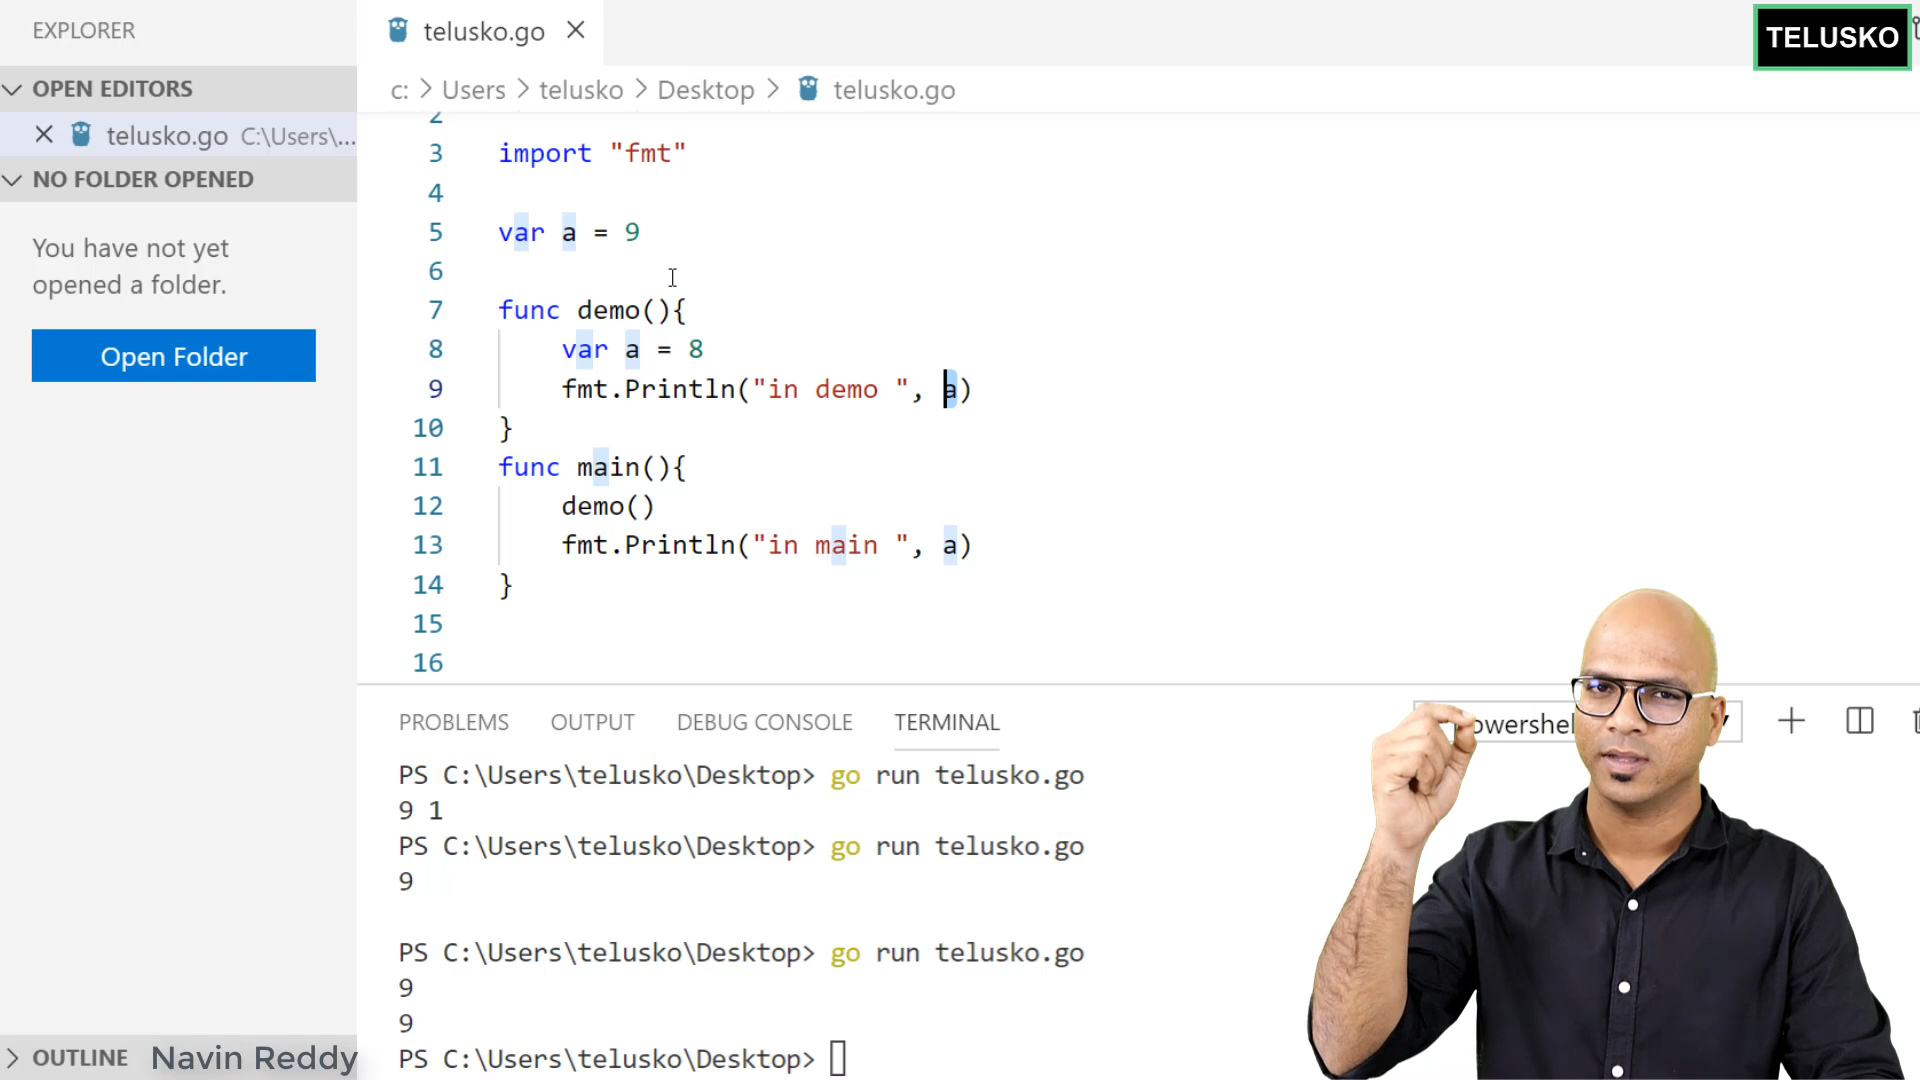 EXPLORER
OPEN EDITORS
telusko.go C:\Users\...
NO FOLDER OPENED
You have not yet
opened a folder.
Open Folder
OUTLINE
Navin Reddy
telusko.go
TELUSKO
c: > Users > telusko > Desktop > telusko.go
2
3 import "fmt"
4
5 var a = 9
6
7 func demo(){
8 var a = 8
9 fmt.Println("in demo ", a)
10 }
11 func main(){
12 demo()
13 fmt.Println("in main ", a)
14 }
15
16
PROBLEMS OUTPUT DEBUG CONSOLE TERMINAL
PS C:\Users\telusko\Desktop> go run telusko.go
9 1
PS C:\Users\telusko\Desktop> go run telusko.go
9
PS C:\Users\telusko\Desktop> go run telusko.go
9
9
PS C:\Users\telusko\Desktop>